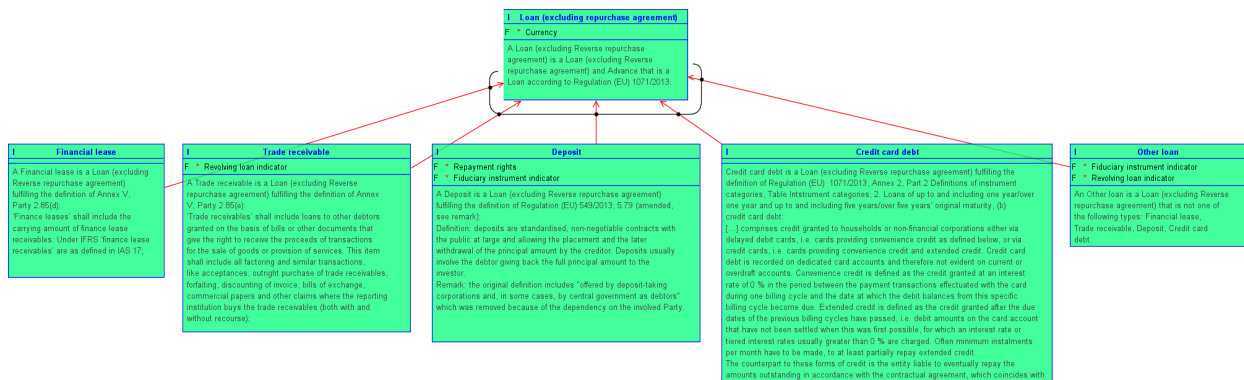 I Loan (excluding repurchase agreement)
F * Currency
A Loan (excluding Reverse repurchase
agreement) is a Loan (excluding Reverse
repurchase agreement) and Advance that is a
Loan according to Regulation (EU) 1071/2013.
I Financial lease
A Financial lease is a Loan (excluding
Reverse repurchase agreement)
fulfilling the definition of Annex V,
Party 2.85(d):
'Finance leases' shall include the
carrying amount of finance lease
receivables. Under IFRS 'finance lease
receivables' are as defined in IAS 17;
I Trade receivable
F * Revolving loan indicator
A Trade receivable is a Loan (excluding Reverse
repurchase agreement) fulfilling the definition of Annex
V, Party 2.85(e):
'Trade receivables' shall include loans to other debtors
granted on the basis of bills or other documents that
give the right to receive the proceeds of transactions
for the sale of goods or provision of services. This item
shall include all factoring and similar transactions,
like acceptances, outright purchase of trade receivables,
forfaiting, discounting of invoice, bills of exchange,
commercial papers and other claims where the reporting
institution buys the trade receivables (both with and
without recourse);
I Deposit
F * Repayment rights
F * Fiduciary instrument indicator
A Deposit is a Loan (excluding Reverse repurchase agreement)
fulfilling the definition of Regulation (EU) 549/2013, 5.79 (amended,
see remark):
Definition: deposits are standardised, non-negotiable contracts with
the public at large and allowing the placement and the later
withdrawal of the principal amount by the creditor. Deposits usually
involve the debtor giving back the full principal amount to the
investor.
Remark: the original definition includes "offered by deposit-taking
corporations and, in some cases, by central government as debtors"
which was removed because of the dependency on the involved Party.
I Credit card debt
Credit card debt is a Loan (excluding Reverse repurchase agreement) fulfilling the
definition of Regulation (EU) 1071/2013, Annex 2, Part 2 Definitions of instrument
categories, Table Intstrument categories, 2. Loans of up to and including one year/over
one year and up to and including five years/over five years' original maturity, (b)
credit card debt:
[...] comprises credit granted to households or non-financial corporations either via
delayed debit cards, i.e. cards providing convenience credit as defined below, or via
credit cards, i.e. cards providing convenience credit and extended credit. Credit card
debt is recorded on dedicated card accounts and therefore not evident on current or
overdraft accounts. Convenience credit is defined as the credit granted at an interest
rate of 0 % in the period between the payment transactions effectuated with the card
during one billing cycle and the date at which the debit balances from this specific
billing cycle become due. Extended credit is defined as the credit granted after the due
dates of the previous billing cycles have passed, i.e. debit amounts on the card account
that have not been settled when this was first possible, for which an interest rate or
tiered interest rates usually greater than 0 % are charged. Often minimum instalments
per month have to be made, to at least partially repay extended credit.
The counterpart to these forms of credit is the entity liable to eventually repay the
amounts outstanding in accordance with the contractual agreement, which coincides with
I Other loan
F * Fiduciary instrument indicator
F * Revolving loan indicator
An Other loan is a Loan (excluding Reverse
repurchase agreement) that is not one of
the following types: Financial lease,
Trade receivable, Deposit, Credit card
debt.